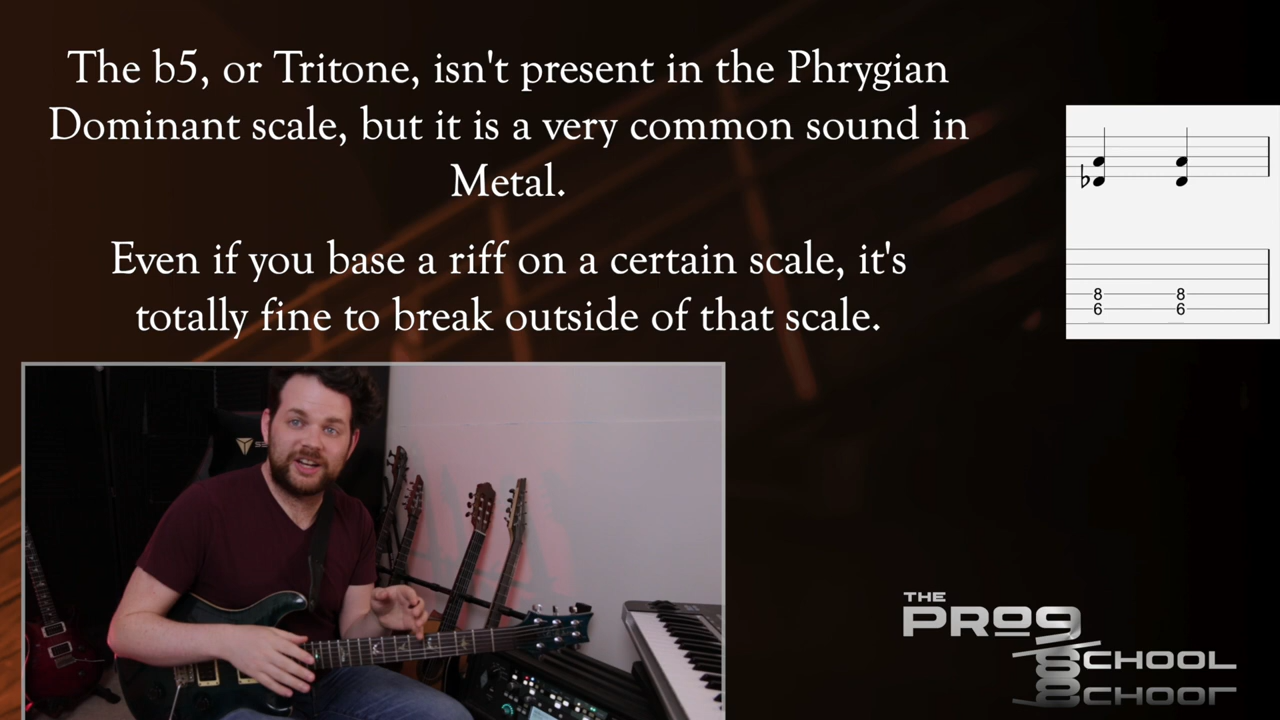 The b5, or Tritone, isn't present in the Phrygian
Dominant scale, but it is a very common sound in
Metal.
Even if you base a riff on a certain scale, it's
totally fine to break outside of that scale.
8 8
6 6
THE
PROG
SCHOOL